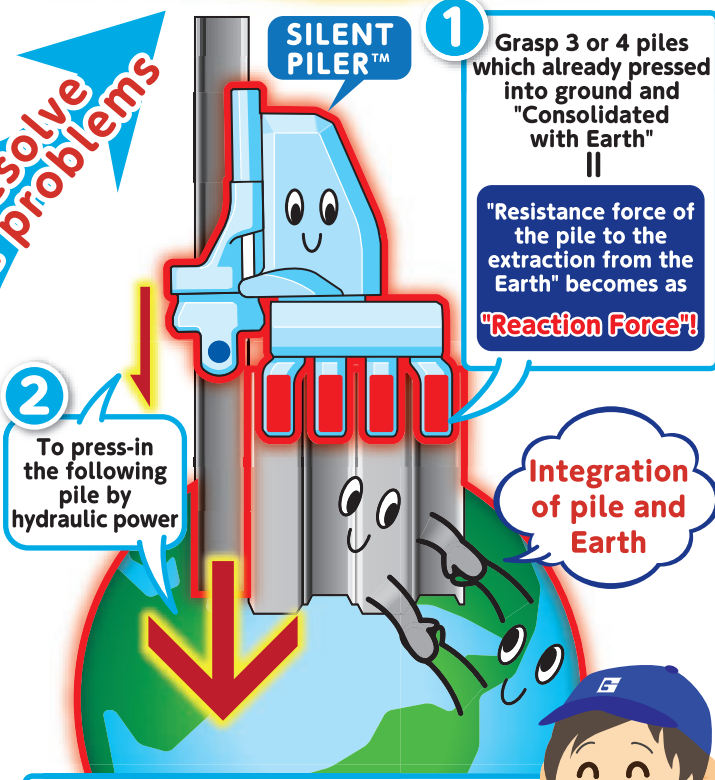 solve
problems
SILENT
PILER™
1
Grasp 3 or 4 piles
which already pressed
into ground and
"Consolidated
with Earth"
"Resistance force of
the pile to the
extraction from the
Earth" becomes as
"Reaction Force"!
2
To press-in
the following
pile by
hydraulic power
Integration
of pile and
Earth
G